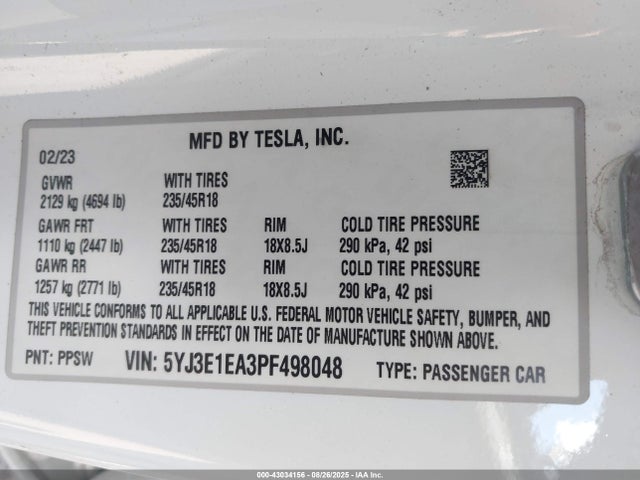 MFD BY TESLA, INC.
02/23
GVWR WITH TIRES
2129 kg (4694 lb) 235/45R18
GAWR FRT WITH TIRES RIM COLD TIRE PRESSURE
1110 kg (2447 lb) 235/45R18 18X8.5J 290 kPa, 42 psi
GAWR RR WITH TIRES RIM COLD TIRE PRESSURE
1257 kg (2771 lb) 235/45R18 18X8.5J 290 kPa, 42 psi
THIS VEHICLE CONFORMS TO ALL APPLICABLE U.S. FEDERAL MOTOR VEHICLE SAFETY, BUMPER, AND
THEFT PREVENTION STANDARDS IN EFFECT ON THE DATE OF MANUFACTURE SHOWN ABOVE.
PNT: PPSW VIN: 5YJ3E1EA3PF498048 TYPE: PASSENGER CAR
000-43034156 - 08/26/2025 - IAA Inc.